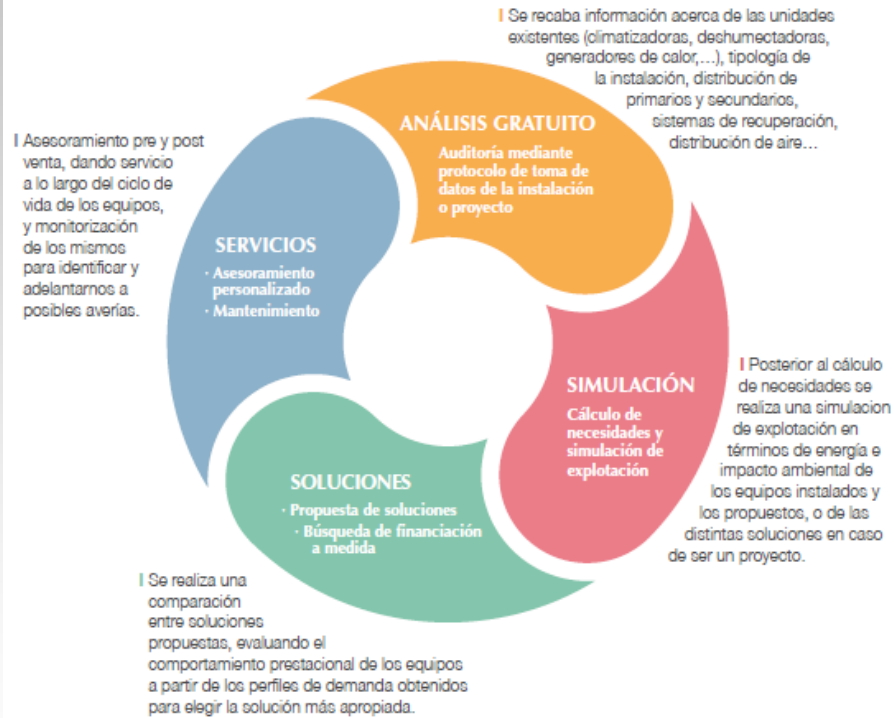 Se recaba información acerca de las unidades
existentes (climatizadoras, deshumectadoras,
generadores de calor,...), tipología de
la instalación, distribución de
primarios y secundarios,
sistemas de recuperación,
distribución de aire...
ANÁLISIS GRATUITO
Auditoría mediante
protocolo de toma de
datos de la instalación
o proyecto
Asesoramiento pre y post
venta, dando servicio
a lo largo del ciclo de
vida de los equipos,
y monitorización
de los mismos
para identificar y
adelantarnos a
posibles averías.
SERVICIOS
· Asesoramiento
personalizado
· Mantenimiento
SIMULACIÓN
Cálculo de
necesidades y
simulación de
explotación
Posterior al cálculo
de necesidades se
realiza una simulacion
de explotación en
términos de energía e
impacto ambiental de
los equipos instalados y
los propuestos, o de las
distintas soluciones en caso
de ser un proyecto.
SOLUCIONES
· Propuesta de soluciones
· Búsqueda de financiación
a medida
Se realiza una
comparación
entre soluciones
propuestas, evaluando el
comportamiento prestacional de los equipos
a partir de los perfiles de demanda obtenidos
para elegir la solución más apropiada.